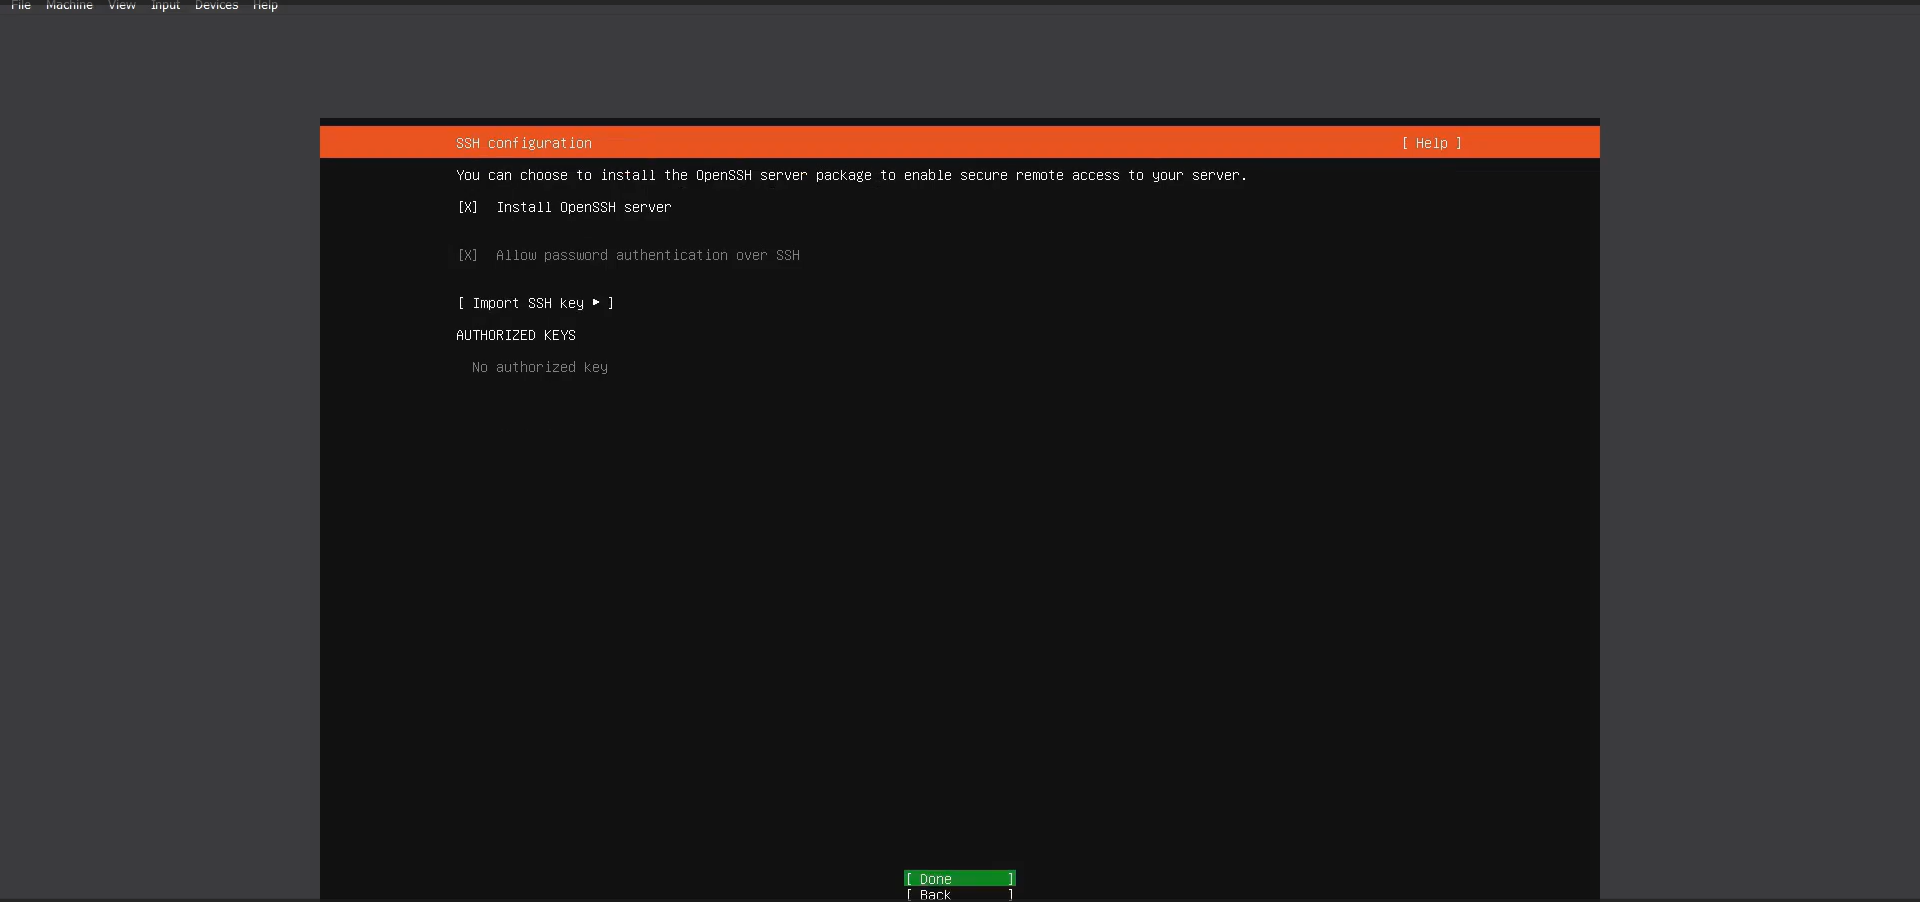 File Machine View Input Devices Help
SSH configuration [ Help ]
You can choose to install the OpenSSH server package to enable secure remote access to your server.
[X] Install OpenSSH server
[X] Allow password authentication over SSH
[ Import SSH key ▸ ]
AUTHORIZED KEYS
No authorized key
[ Done ]
[ Back ]